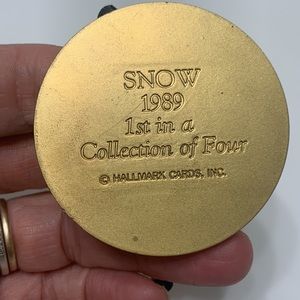 SNOW
1989
1st in a
Collection of Four
© HALLMARK CARDS, INC.